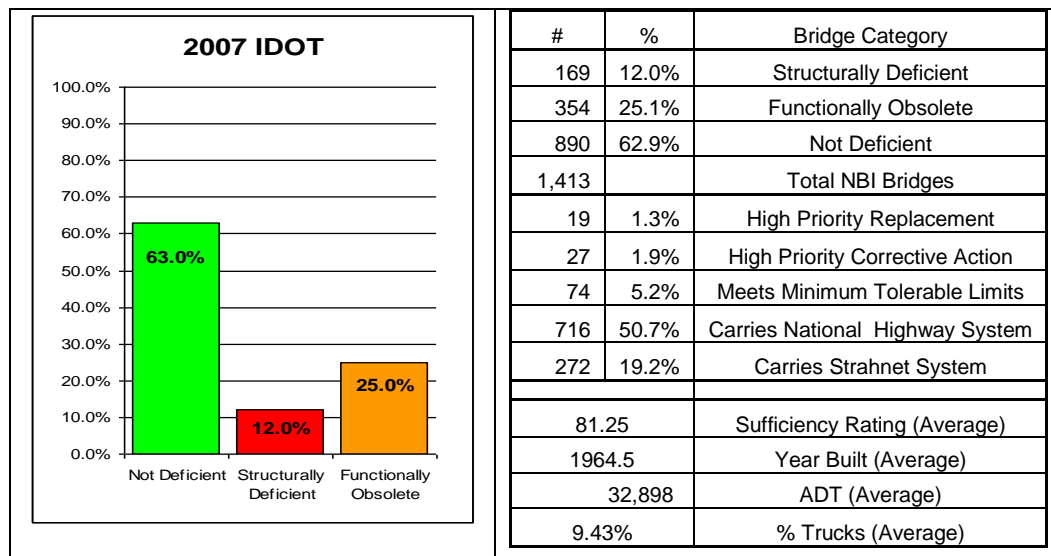 2007 IDOT
100.0%
90.0%
80.0%
70.0%
60.0%
50.0%
40.0%
30.0%
20.0%
10.0%
0.0%
63.0%
12.0%
25.0%
Not Deficient
Structurally
Deficient
Functionally
Obsolete
# % Bridge Category
169 12.0% Structurally Deficient
354 25.1% Functionally Obsolete
890 62.9% Not Deficient
1,413 Total NBI Bridges
19 1.3% High Priority Replacement
27 1.9% High Priority Corrective Action
74 5.2% Meets Minimum Tolerable Limits
716 50.7% Carries National Highway System
272 19.2% Carries Strahnet System
81.25 Sufficiency Rating (Average)
1964.5 Year Built (Average)
32,898 ADT (Average)
9.43% % Trucks (Average)